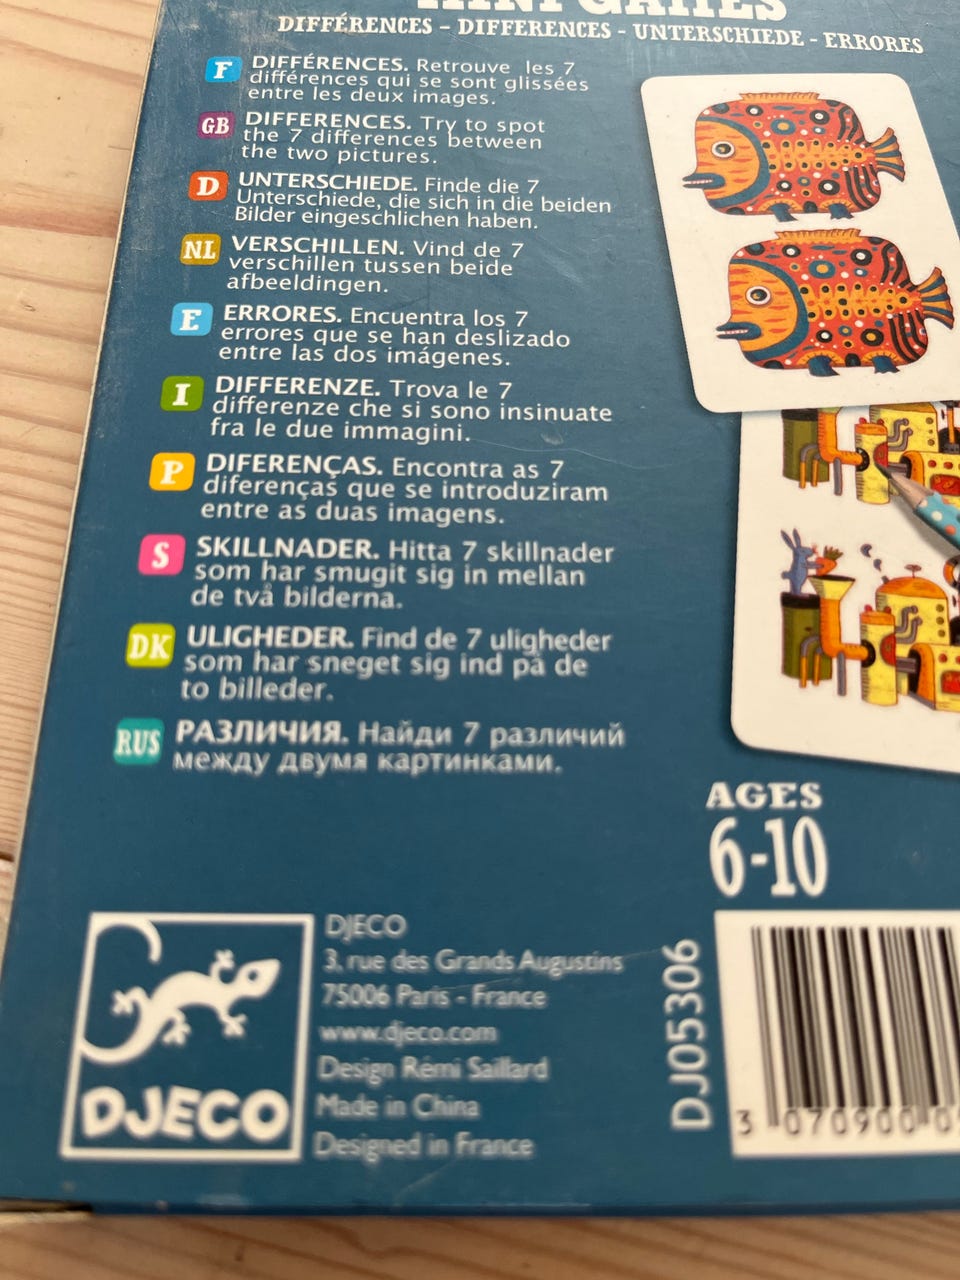 MINI GAMES
DIFFÉRENCES – DIFFERENCES - UNTERSCHIEDE - ERRORES
F DIFFÉRENCES. Retrouve les 7
différences qui se sont glissées
entre les deux images.
GB DIFFERENCES. Try to spot
the 7 differences between
the two pictures.
D UNTERSCHIEDE. Finde die 7
Unterschiede, die sich in die beiden
Bilder eingeschlichen haben.
NL VERSCHILLEN. Vind de 7
verschillen tussen beide
afbeeldingen.
E ERRORES. Encuentra los 7
errores que se han deslizado
entre las dos imágenes.
I DIFFERENZE. Trova le 7
differenze che si sono insinuate
fra le due immagini.
P DIFERENÇAS. Encontra as 7
diferenças que se introduziram
entre as duas imagens.
S SKILLNADER. Hitta 7 skillnader
som har smugit sig in mellan
de två bilderna.
DK ULIGHEDER. Find de 7 uligheder
som har sneget sig ind på de
to billeder.
RUS РАЗЛИЧИЯ. Найди 7 различий
между двумя картинками.
AGES
6-10
DJECO
DJECO
3, rue des Grands Augustins
75006 Paris - France
www.djeco.com
Design Rémi Saillard
Made in China
Designed in France
DJ05306
3 070900 0